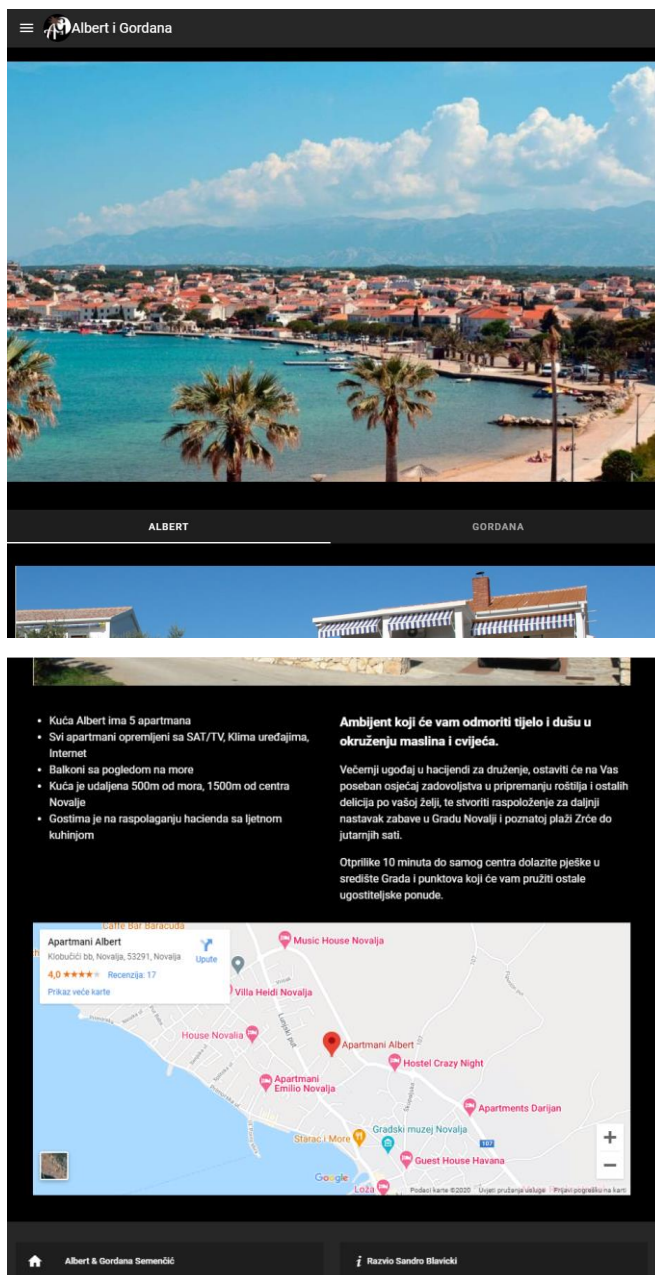 Albert i Gordana
ALBERT
GORDANA
Kuća Albert ima 5 apartmana
Svi apartmani opremljeni sa SAT/TV, Klima uređajima,
Internet
Balkoni sa pogledom na more
Kuća je udaljena 500m od mora, 1500m od centra
Novalje
Gostima je na raspolaganju hacienda sa ljetnom
kuhinjom
Ambijent koji će vam odmoriti tijelo i dušu u
okruženju maslina i cvijeća.
Večernji ugođaj u hacijendi za druženje, ostaviti će na Vas
poseban osjećaj zadovoljstva u pripremanju roštilja i ostalih
delicija po vašoj želji, te stvoriti raspoloženje za daljnji
nastavak zabave u Gradu Novalji i poznatoj plaži Zrće do
jutarnjih sati.
Otprilike 10 minuta do samog centra dolazite pješke u
središte Grada i punktova koji će vam pružiti ostale
ugostiteljske ponude.
Caffe Bar Baracuda
Apartmani Albert
Klobučići bb, Novalja, 53291, Novalja
Upute
4,0 ★★★★★ Recenzija: 17
Prikaz veće karte
Music House Novalja
Villa Heidi Novalja
House Novalia
Lunjski put
Apartmani Albert
Hostel Crazy Night
Apartmani
Emilio Novalja
Apartments Darijan
Starac i More
Gradski muzej Novalja
107
Guest House Havana
Google
Loža
Podaci karte ©2020 Uvjeti pružanja usluge Prijavi pogrešku na karti
Albert & Gordana Semenčić
i Razvio Sandro Blavicki